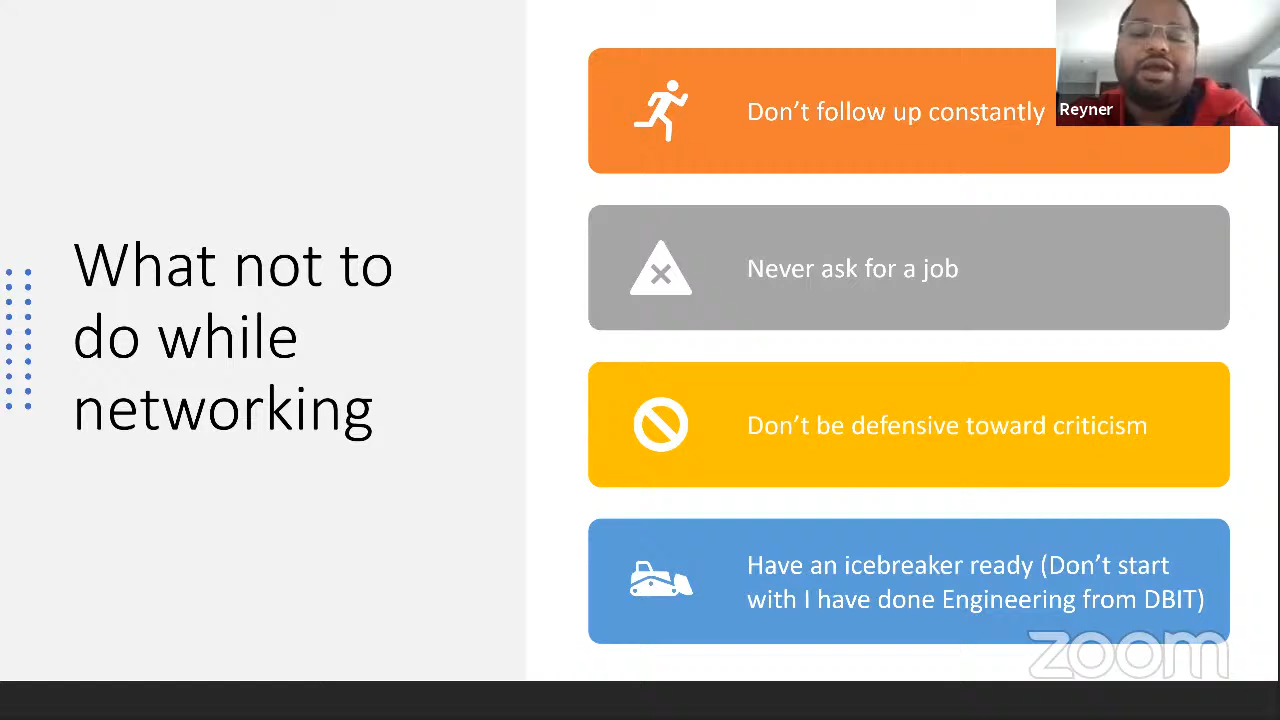 What not to
do while
networking
Don't follow up constantly
Reyner
Never ask for a job
Don't be defensive toward criticism
Have an icebreaker ready (Don't start
with I have done Engineering from DBIT)
zoom